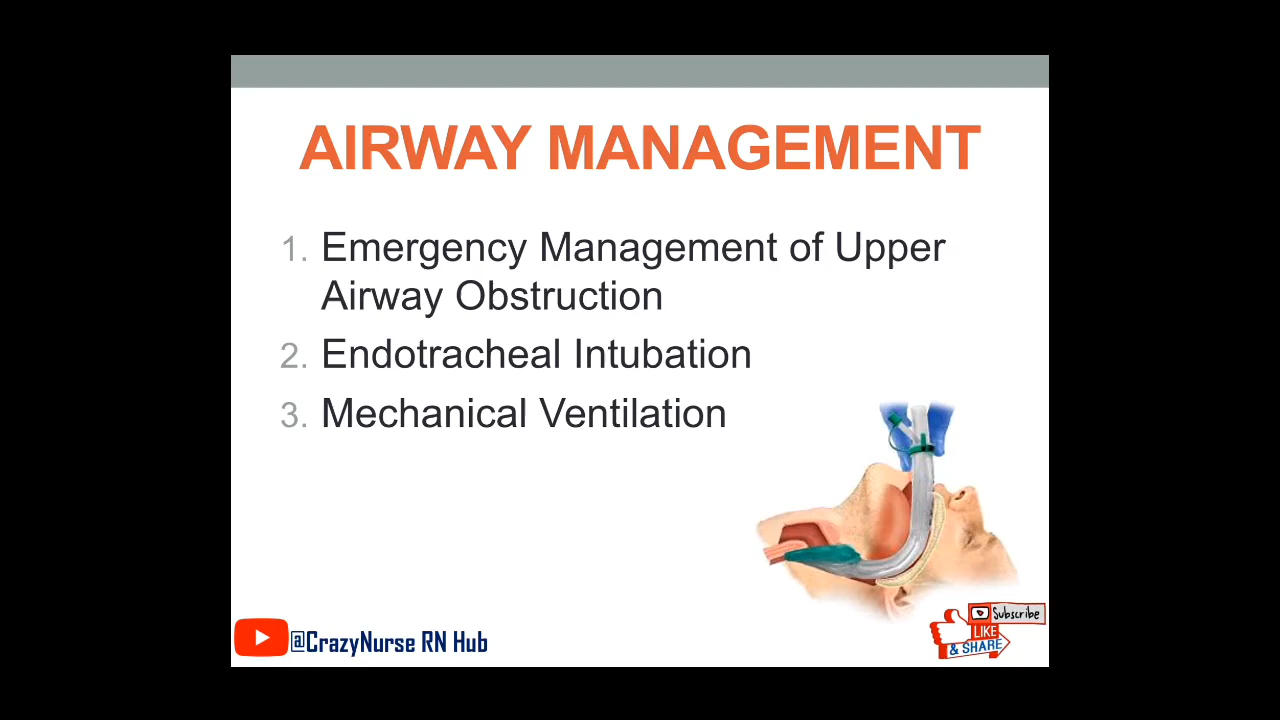 AIRWAY MANAGEMENT
1. Emergency Management of Upper
Airway Obstruction
2. Endotracheal Intubation
3. Mechanical Ventilation
@CrazyNurse RN Hub
Subscribe
LIKE
& SHARE